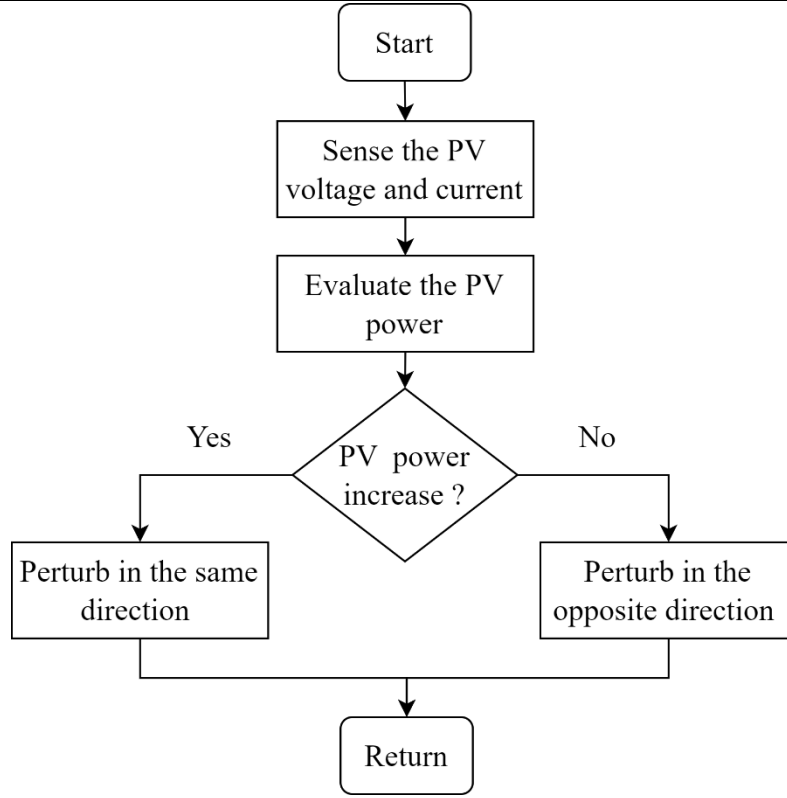 Start
Sense the PV
voltage and current
Evaluate the PV
power
Yes
No
PV power
increase ?
Perturb in the same
direction
Perturb in the
opposite direction
Return